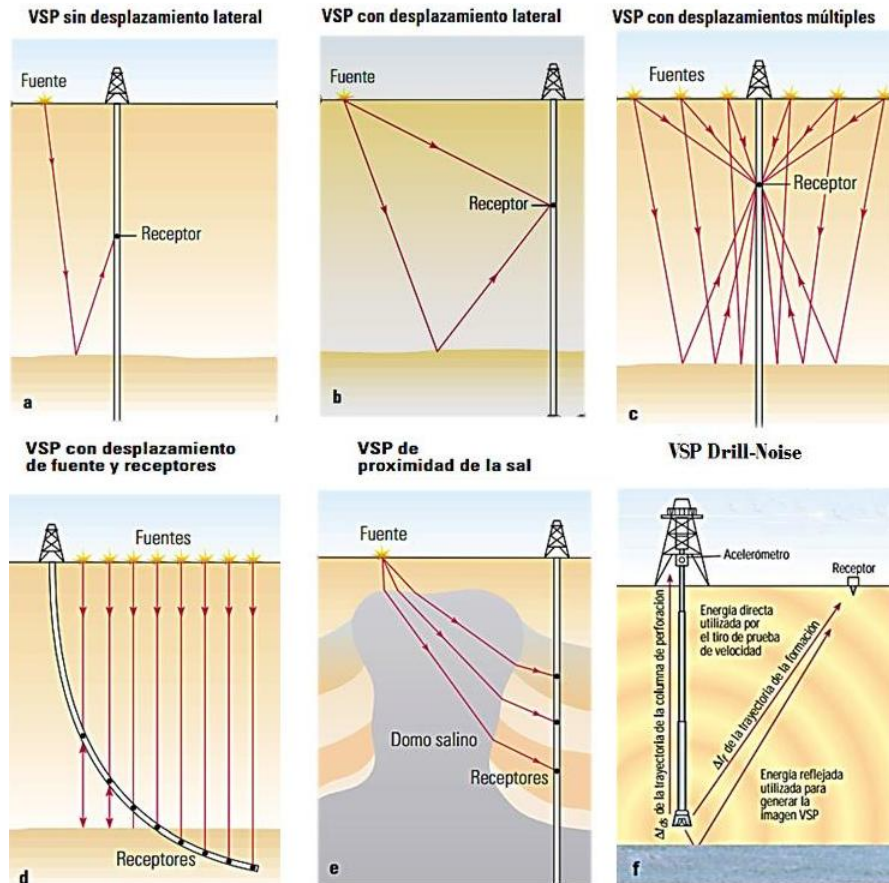 VSP sin desplazamiento lateral
Fuente
Receptor
a
VSP con desplazamiento lateral
Fuente
Receptor
b
VSP con desplazamientos múltiples
Fuentes
Receptor
c
VSP con desplazamiento
de fuente y receptores
Fuentes
Receptores
d
VSP de
proximidad de la sal
Fuente
Domo salino
Receptores
e
VSP Drill-Noise
Acelerómetro
Receptor
Energía directa
utilizada por
el tiro de prueba
de velocidad
de la trayectoria de la columna de perforación
de la trayectoria de la formación
Energía reflejada
utilizada para
generar la
imagen VSP
f